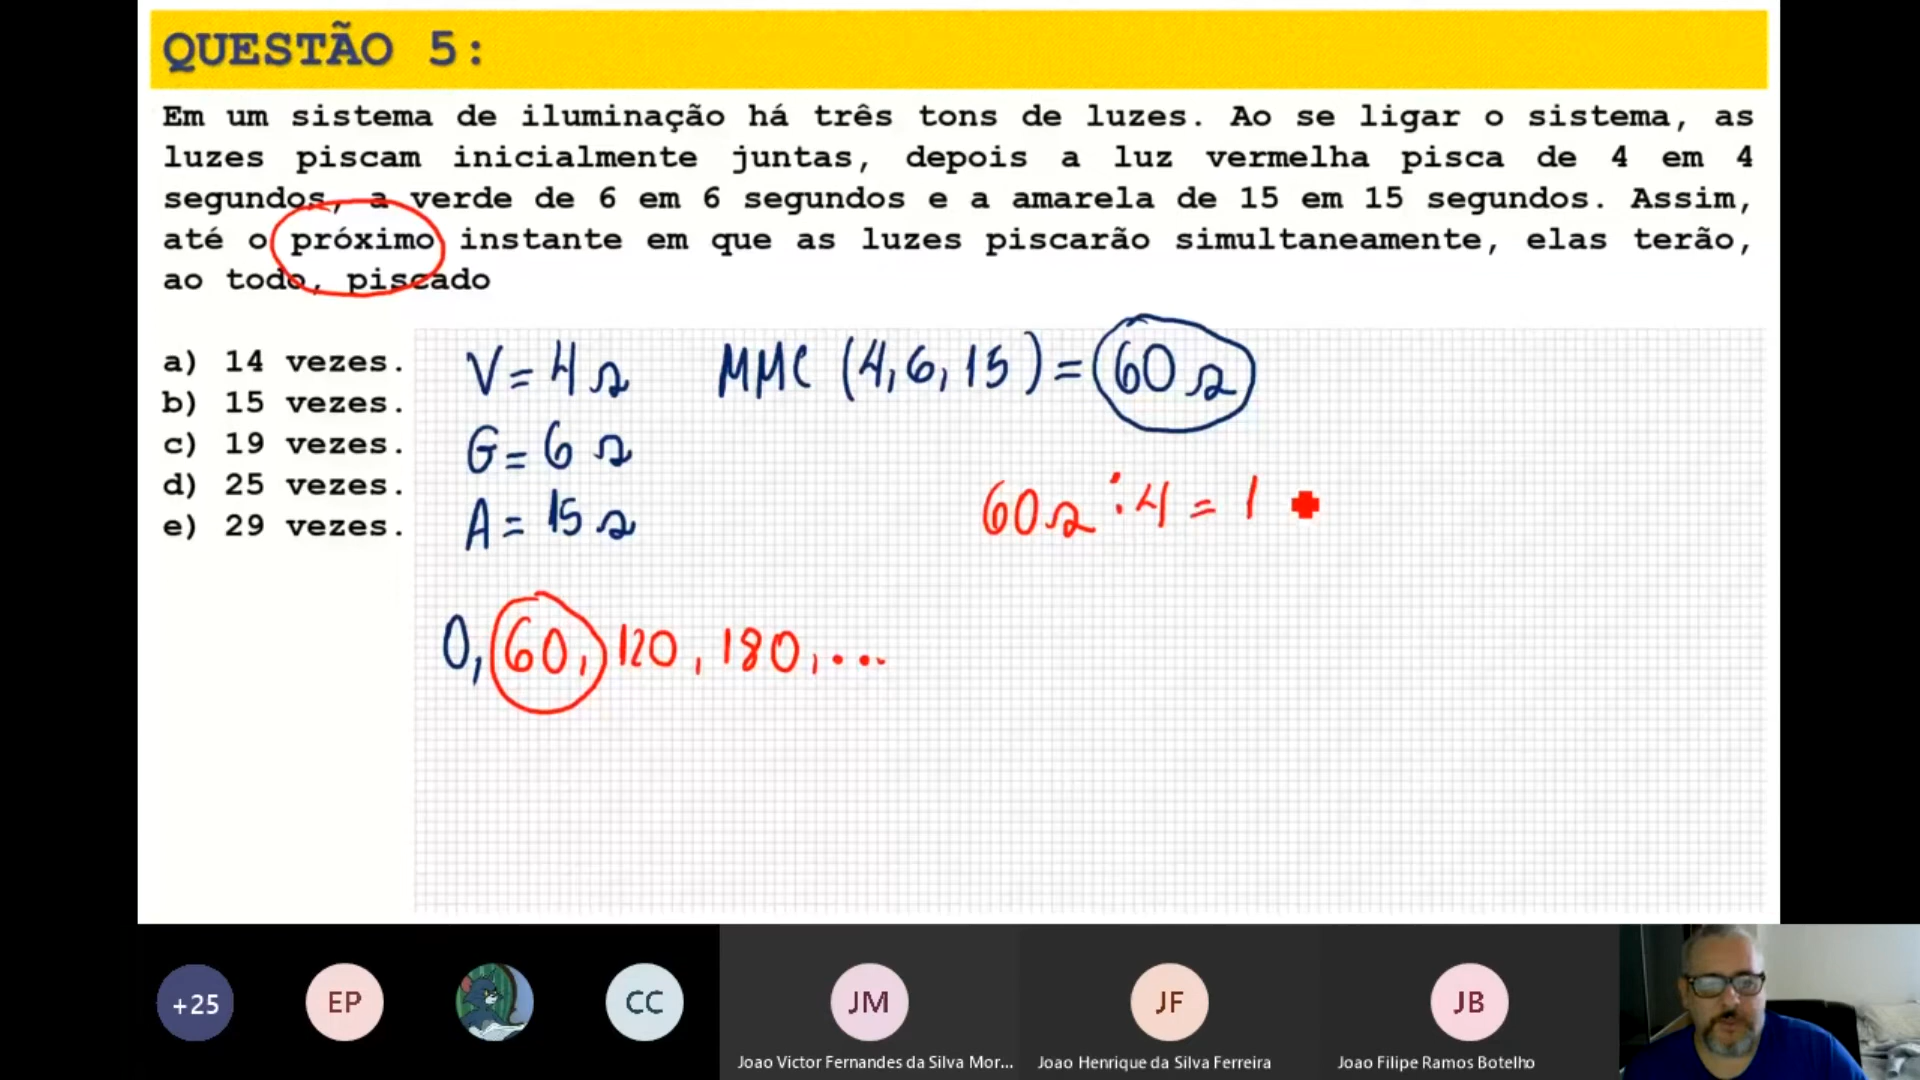 QUESTÃO 5:
Em um sistema de iluminação há três tons de luzes. Ao se ligar o sistema, as
luzes piscam inicialmente juntas, depois a luz vermelha pisca de 4 em 4
segundos, a verde de 6 em 6 segundos e a amarela de 15 em 15 segundos. Assim,
até o próximo instante em que as luzes piscarão simultaneamente, elas terão,
ao todo, piscado
a) 14 vezes.
b) 15 vezes.
c) 19 vezes.
d) 25 vezes.
e) 29 vezes.
V = 4 s
G = 6 s
A = 15 s
MMC (4, 6, 15) = 60 s
60 s : 4 = 1
0, 60, 120, 180, ...
+25
EP
CC
JM
JF
JB
Joao Victor Fernandes da Silva Mor...
Joao Henrique da Silva Ferreira
Joao Filipe Ramos Botelho